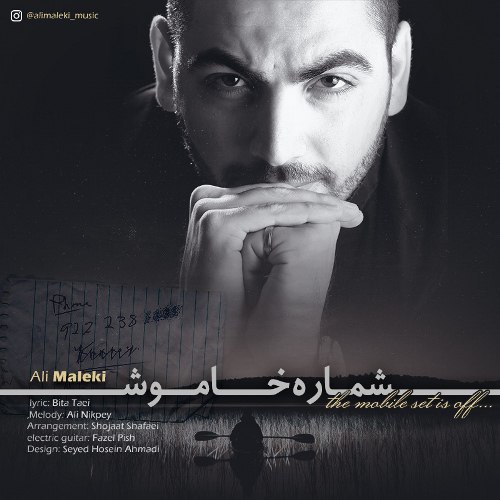 @alimaleki_music
Phone
922 238
Ali Maleki
شماره خاموش
the mobile set is off...
lyric: Bita Taei
Melody: Ali Nikpey
Arrangement: Shojaat Shafaei
electric guitar: Fazel Pish
Design: Seyed Hosein Ahmadi